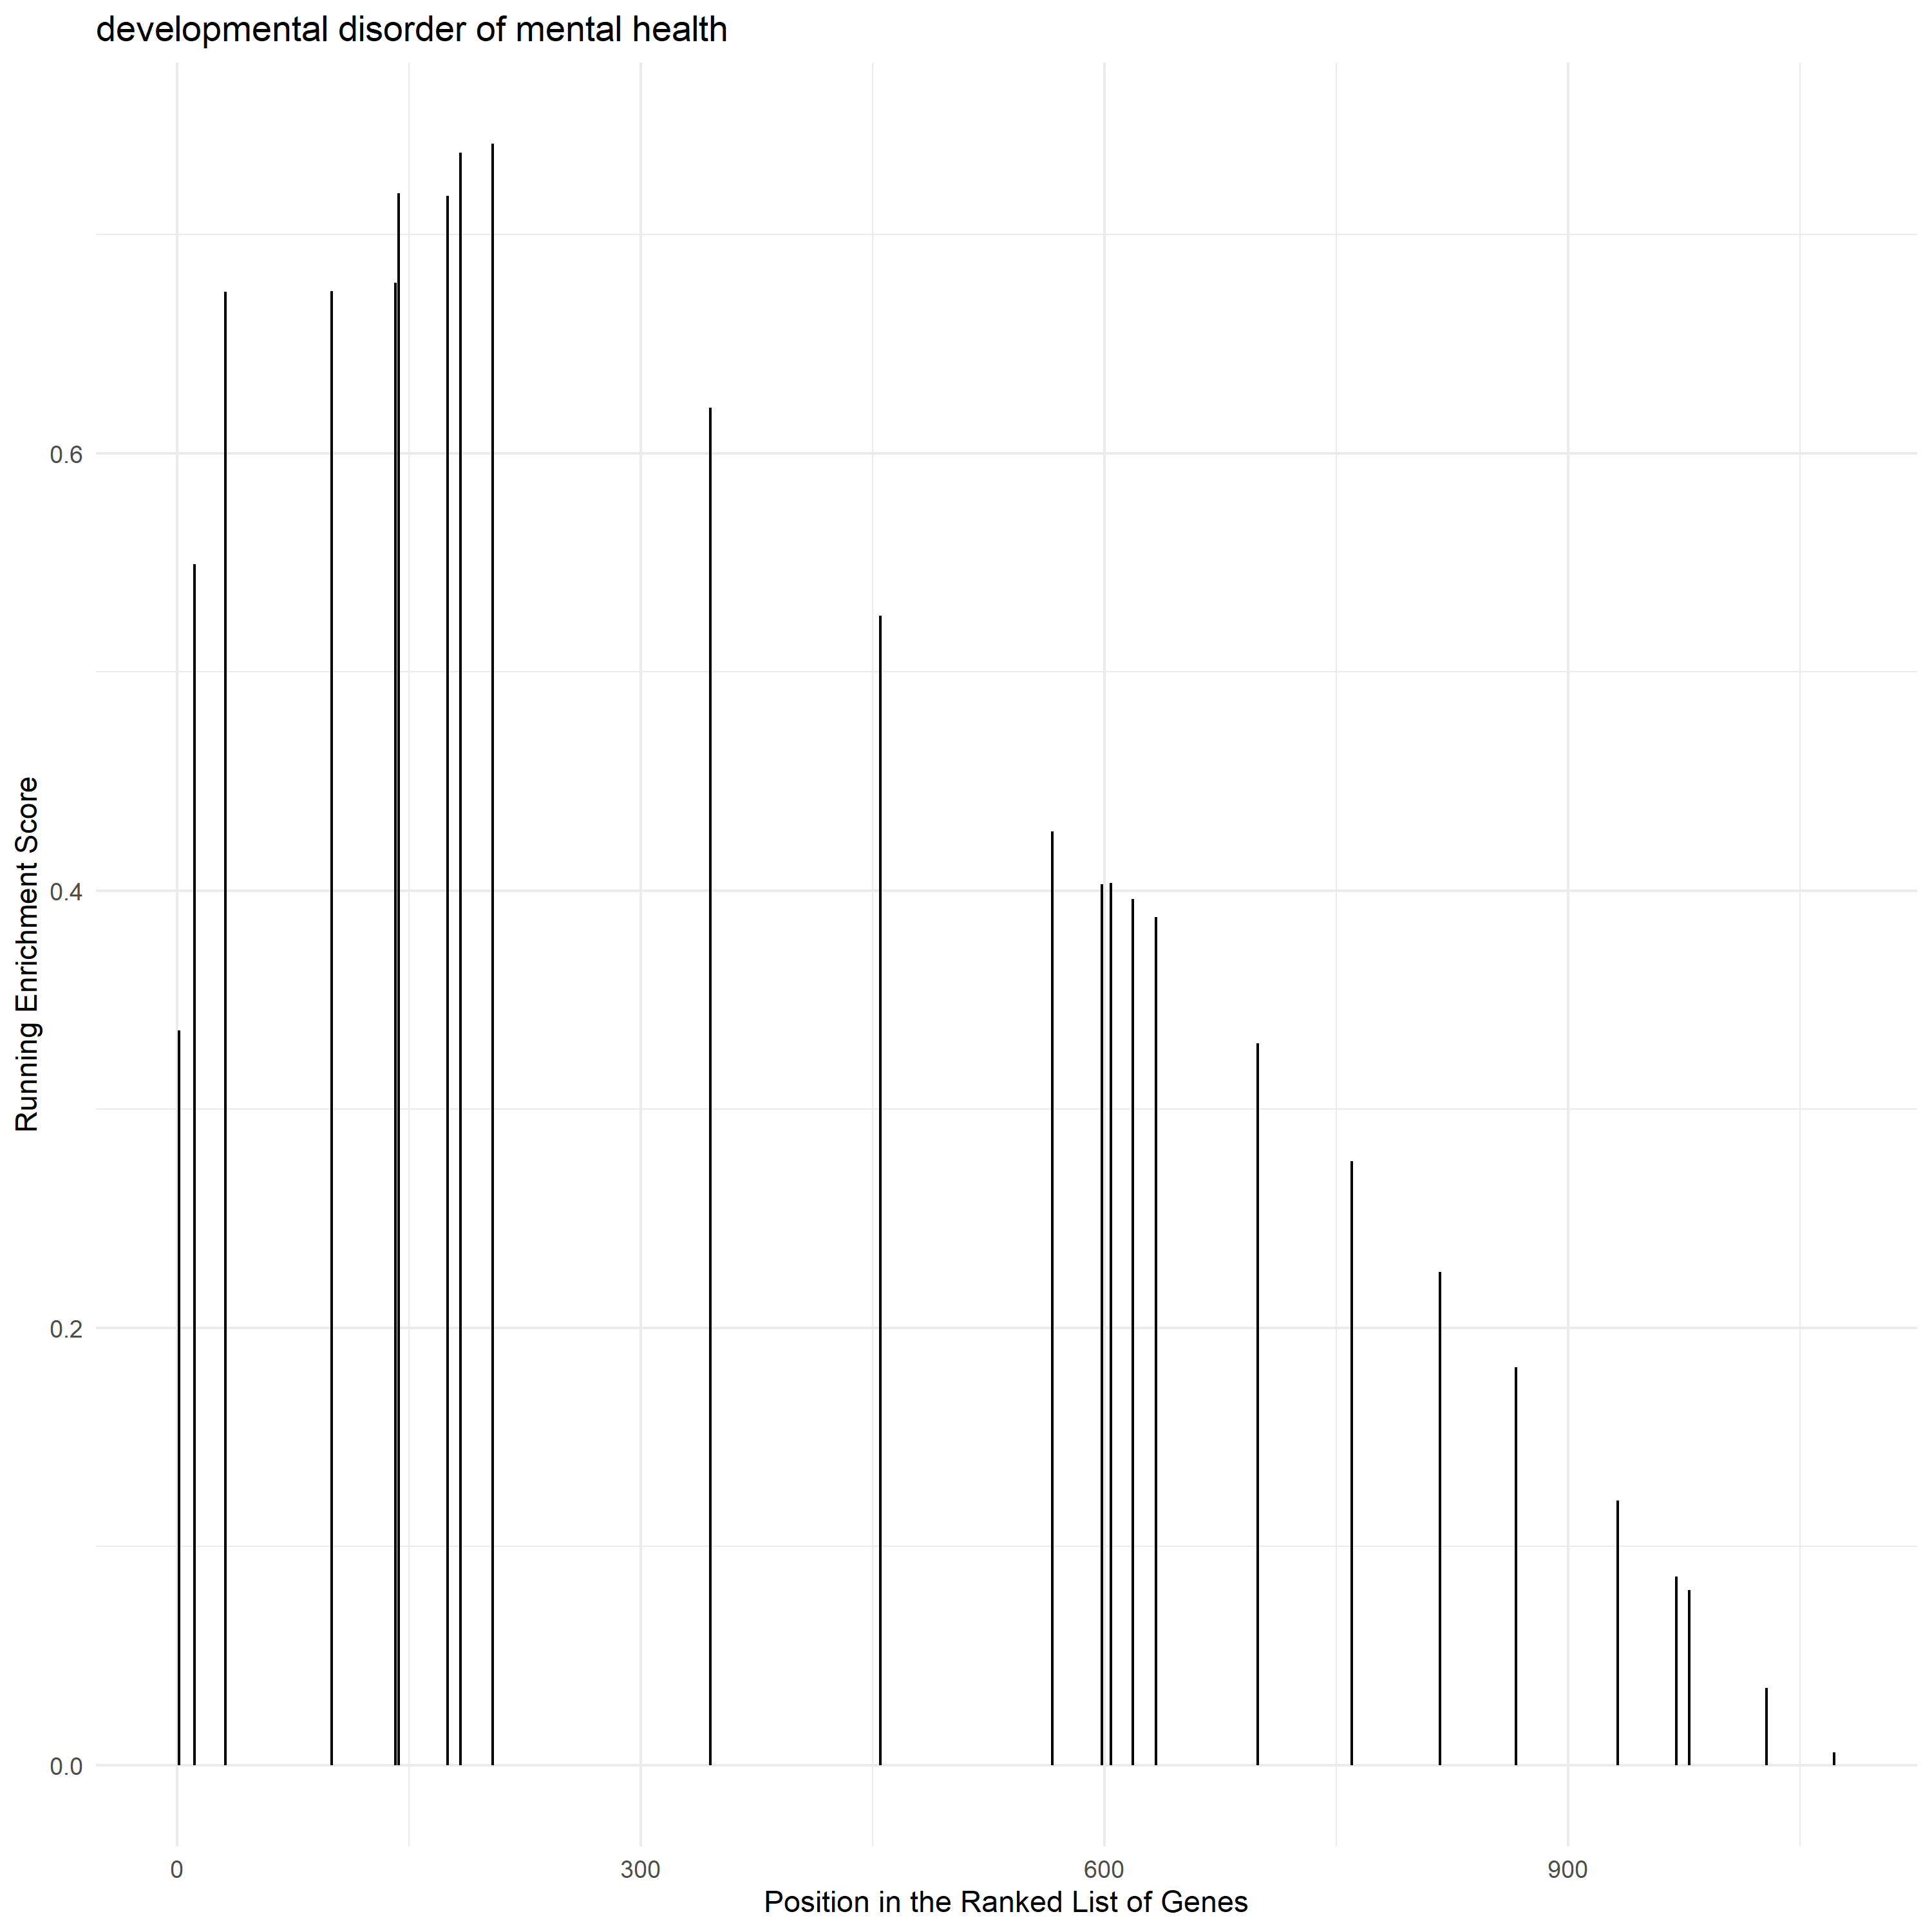 developmental disorder of mental health
Running Enrichment Score
0.6
0.4
0.2
0.0
0 300 600 900
Position in the Ranked List of Genes